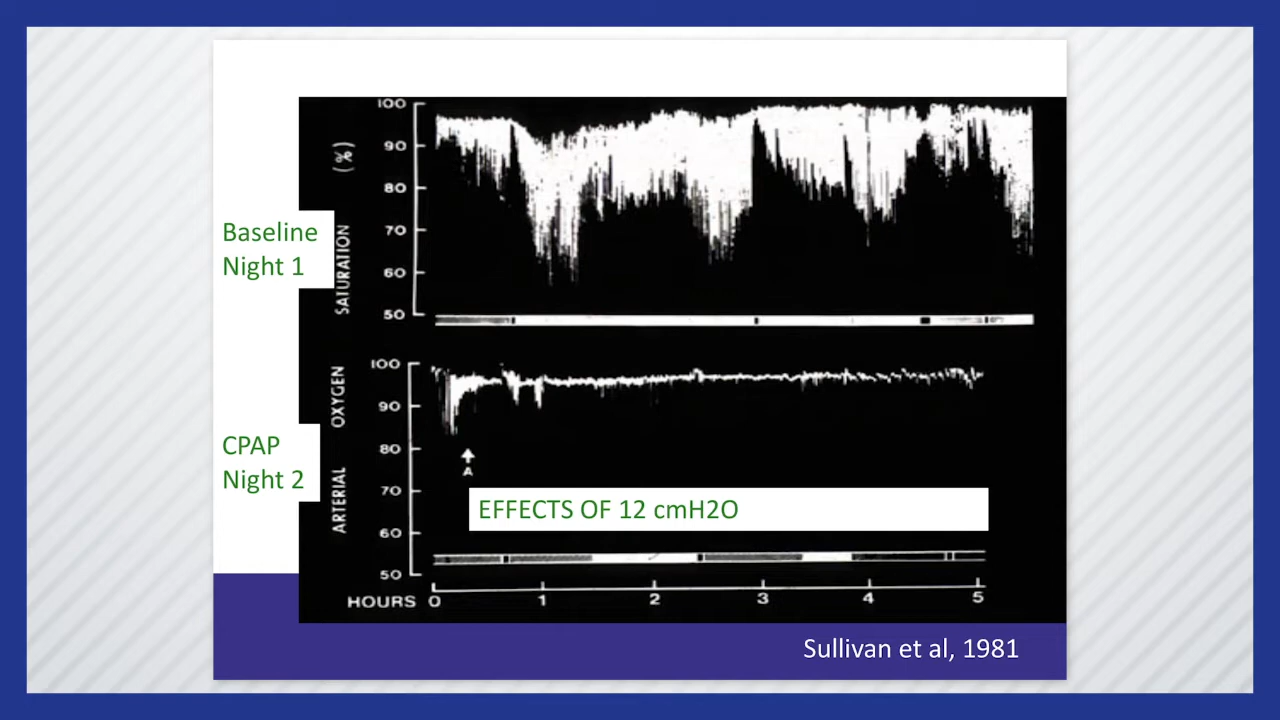 100
90
80
70
60
50
(%)
SATURATION
OXYGEN
ARTERIAL
Baseline
Night 1
100
90
80
70
60
50
CPAP
Night 2
A
EFFECTS OF 12 cmH2O
HOURS 0 1 2 3 4 5
Sullivan et al, 1981